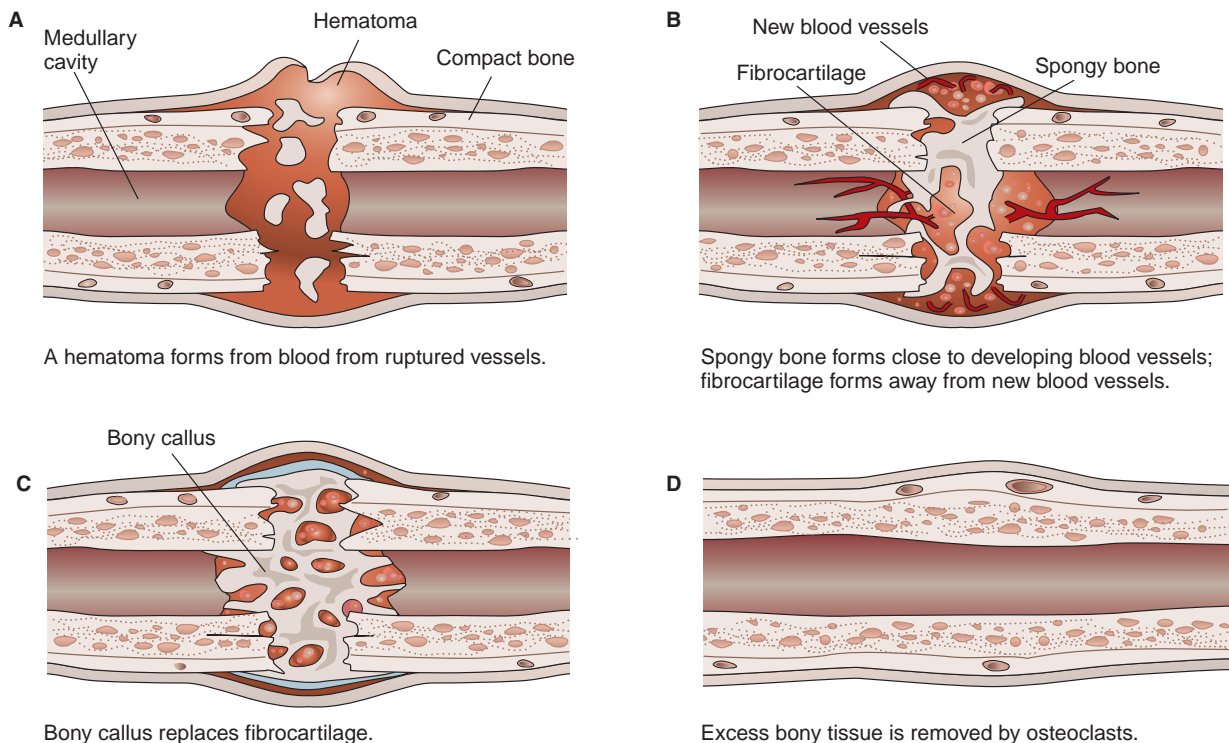 A
Hematoma
Medullary
cavity
Compact bone
A hematoma forms from blood from ruptured vessels.
B
New blood vessels
Fibrocartilage
Spongy bone
Spongy bone forms close to developing blood vessels;
fibrocartilage forms away from new blood vessels.
C
Bony callus
Bony callus replaces fibrocartilage.
D
Excess bony tissue is removed by osteoclasts.